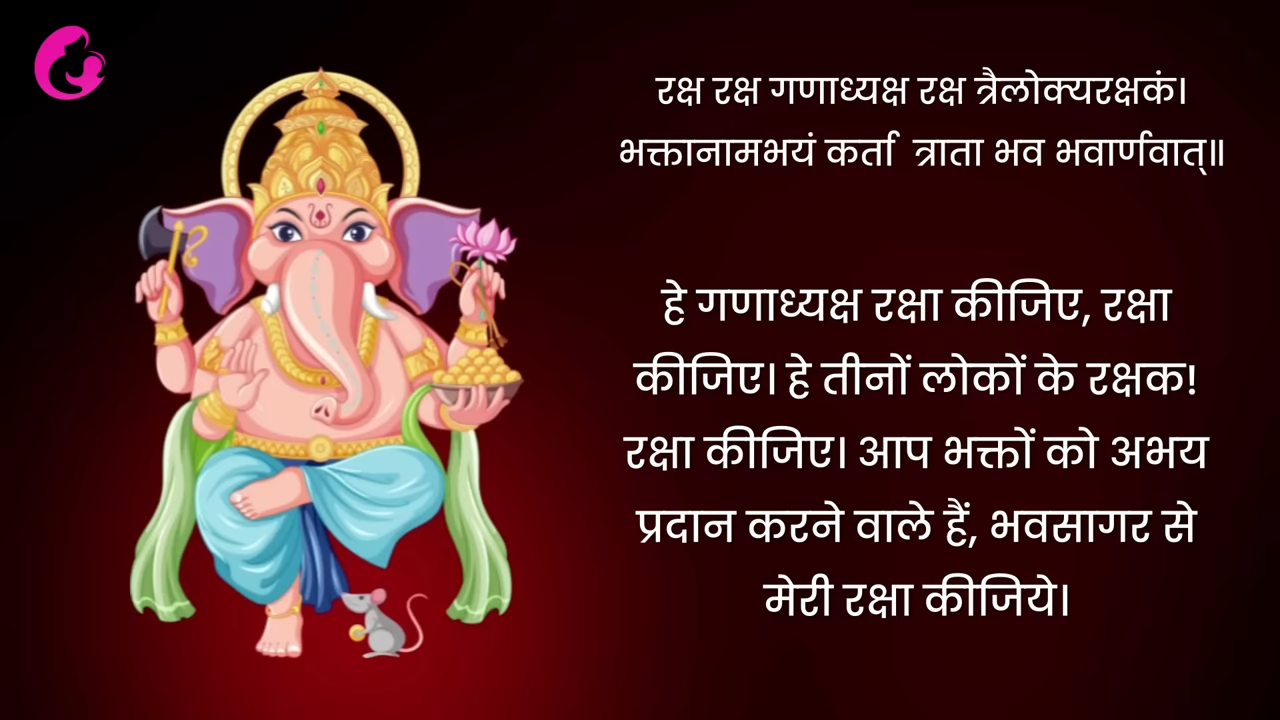 रक्ष रक्ष गणाध्यक्ष रक्ष त्रैलोक्यरक्षकं।
भक्तानामभयं कर्ता त्राता भव भवार्णवात्॥
हे गणाध्यक्ष रक्षा कीजिए, रक्षा
कीजिए। हे तीनों लोकों के रक्षक!
रक्षा कीजिए। आप भक्तों को अभय
प्रदान करने वाले हैं, भवसागर से
मेरी रक्षा कीजिये।